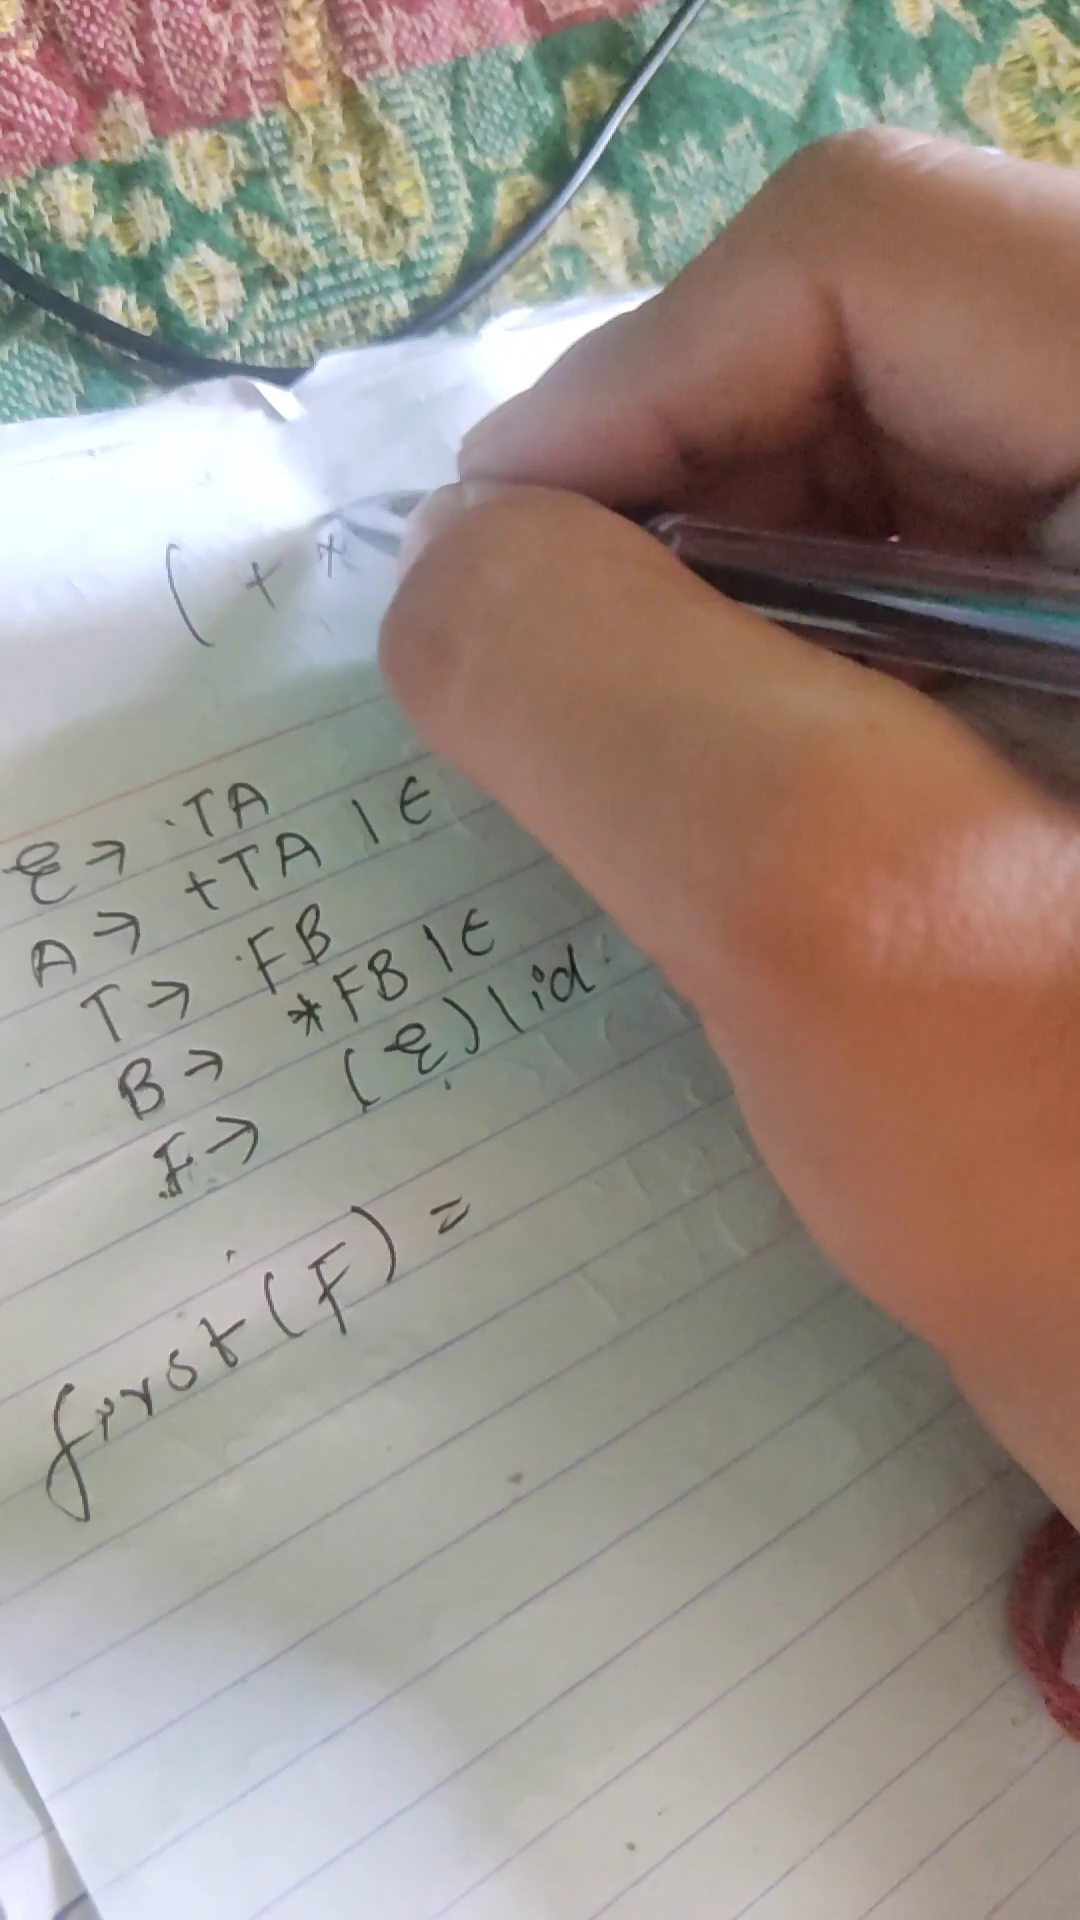 ( + *
E → TA
A → +TA | ε
T → FB
B → *FB | ε
F → (E) | id
first(F) =